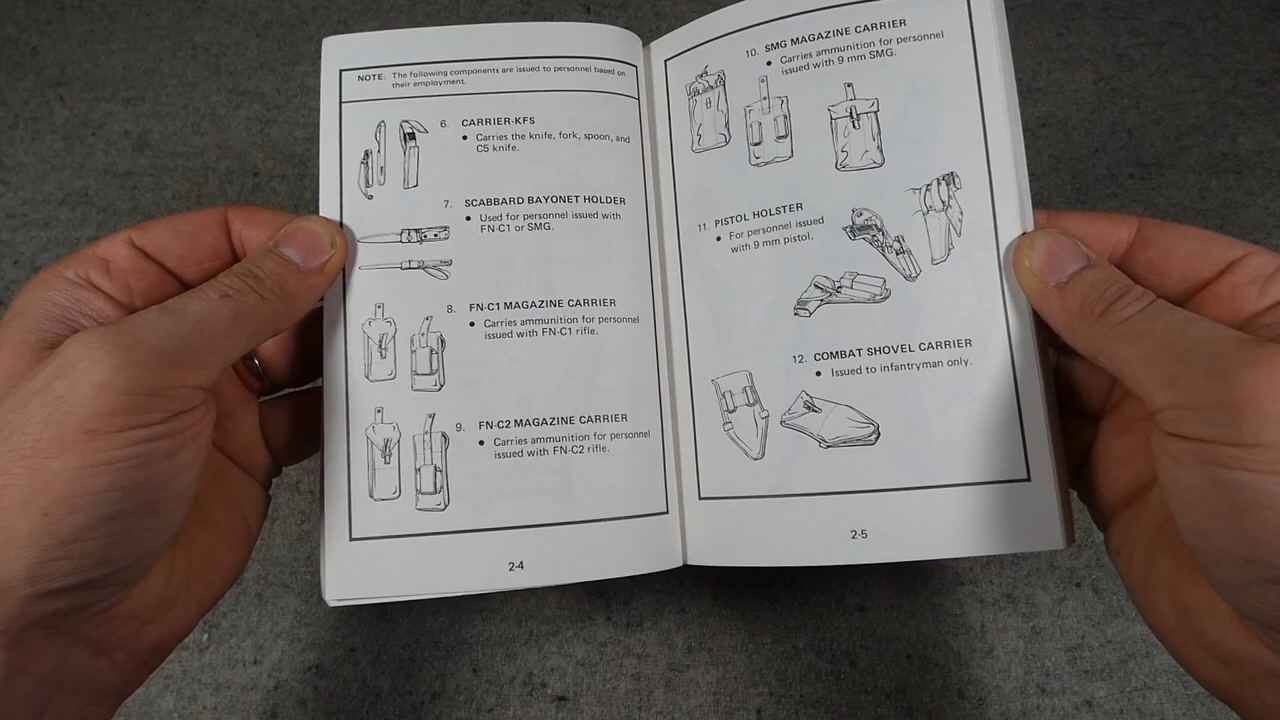 NOTE: The following components are issued to personnel based on
their employment.
6. CARRIER-KFS
● Carries the knife, fork, spoon, and
C5 knife.
7. SCABBARD BAYONET HOLDER
● Used for personnel issued with
FN-C1 or SMG.
8. FN-C1 MAGAZINE CARRIER
● Carries ammunition for personnel
issued with FN-C1 rifle.
9. FN-C2 MAGAZINE CARRIER
● Carries ammunition for personnel
issued with FN-C2 rifle.
2-4
10. SMG MAGAZINE CARRIER
● Carries ammunition for personnel
issued with 9 mm SMG.
11. PISTOL HOLSTER
● For personnel issued
with 9 mm pistol.
12. COMBAT SHOVEL CARRIER
● Issued to infantryman only.
2-5